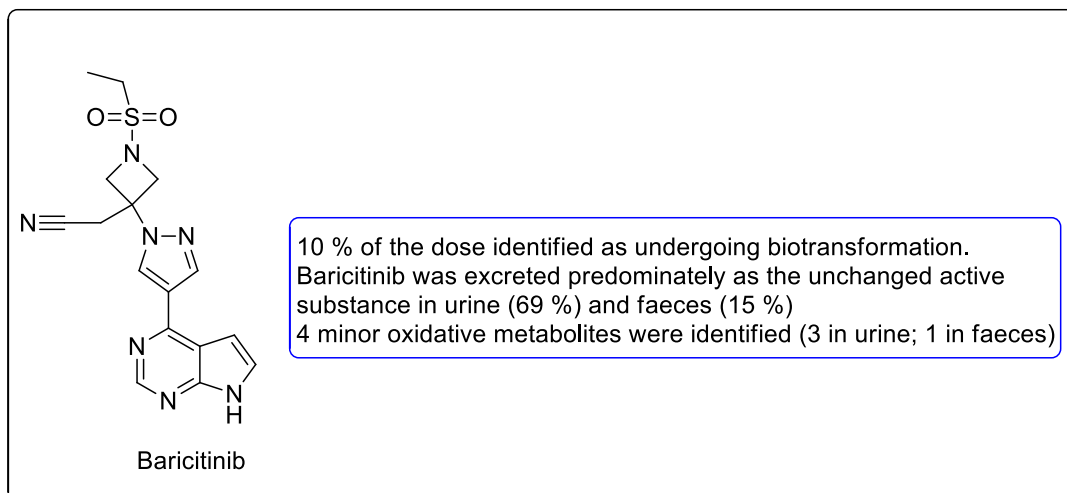 O=S=O
N
N
N
N
N
N
N
H
10 % of the dose identified as undergoing biotransformation.
Baricitinib was excreted predominately as the unchanged active
substance in urine (69 %) and faeces (15 %)
4 minor oxidative metabolites were identified (3 in urine; 1 in faeces)
Baricitinib